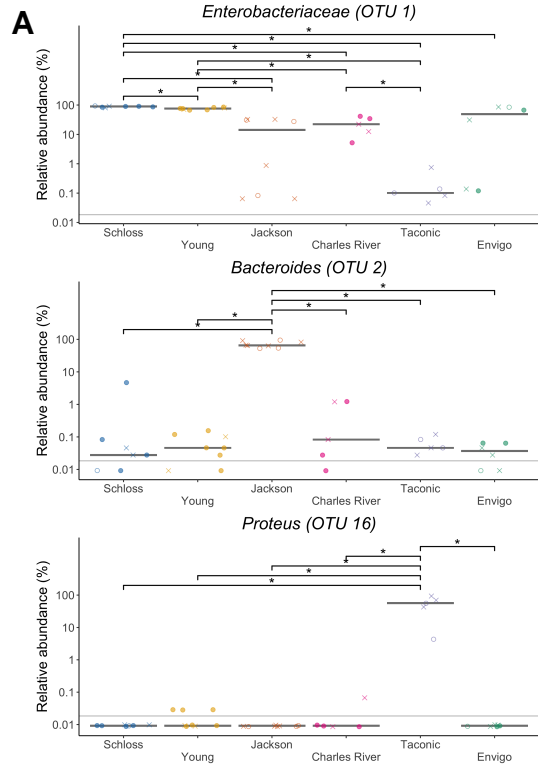 A
Enterobacteriaceae (OTU 1)
Relative abundance (%)
* * * * * * * * *
100
10
1
0.1
0.01
Schloss Young Jackson Charles River Taconic Envigo
Bacteroides (OTU 2)
Relative abundance (%)
* * * * *
100
10
1
0.1
0.01
Schloss Young Jackson Charles River Taconic Envigo
Proteus (OTU 16)
Relative abundance (%)
* * * * *
100
10
1
0.1
0.01
Schloss Young Jackson Charles River Taconic Envigo